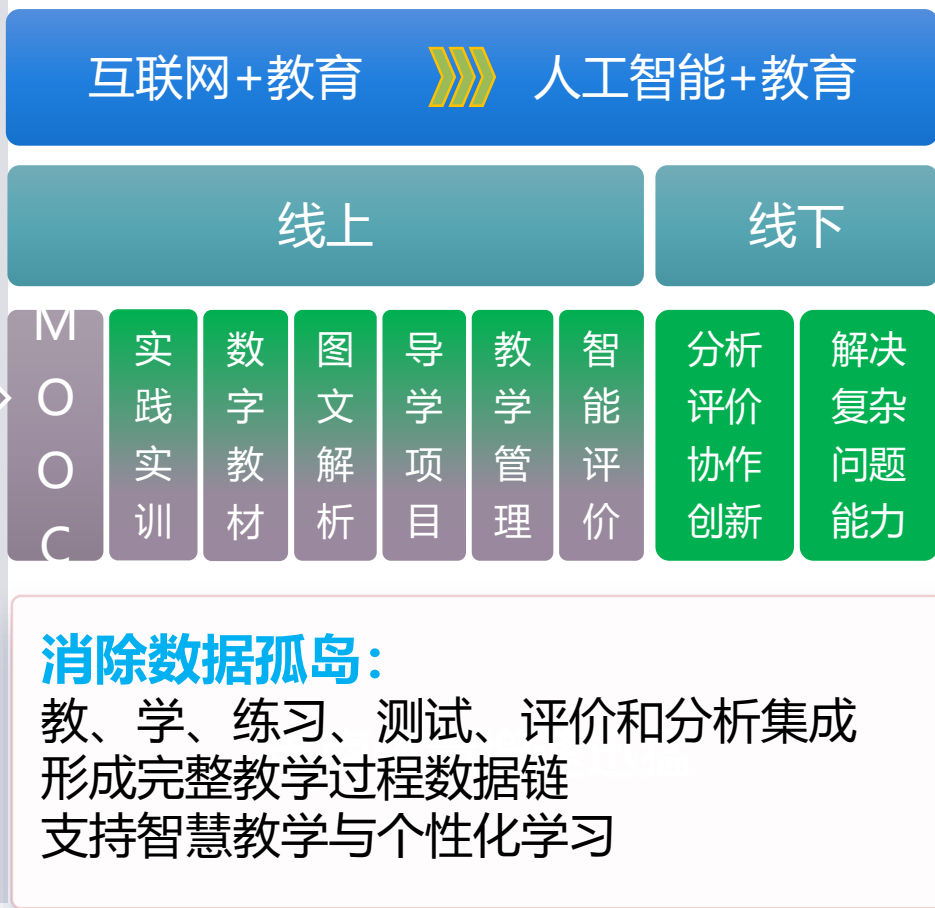 互联网+教育
人工智能+教育
线上
线下
MOOC
实践实训
数字教材
图文解析
导学项目
教学管理
智能评价
分析
评价
协作
创新
解决
复杂
问题
能力
消除数据孤岛：
教、学、练习、测试、评价和分析集成
形成完整教学过程数据链
支持智慧教学与个性化学习